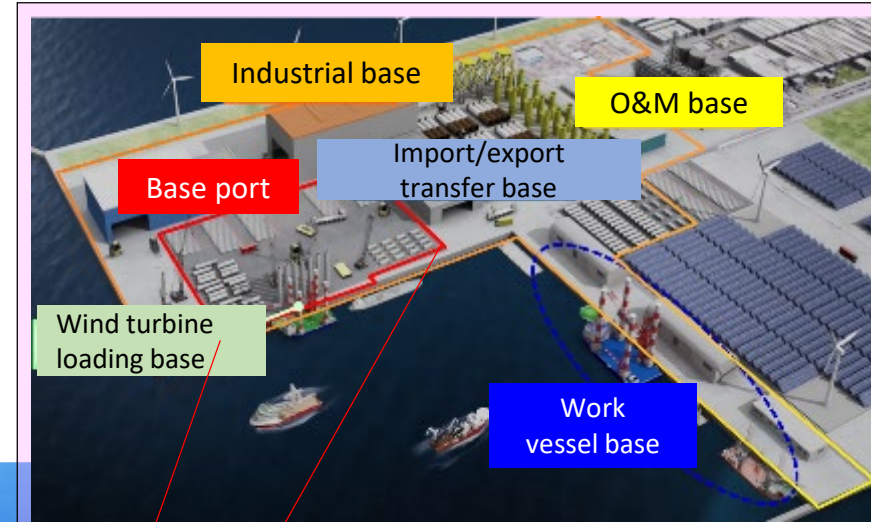 Industrial base
O&M base
Import/export
transfer base
Base port
Wind turbine
loading base
Work
vessel base